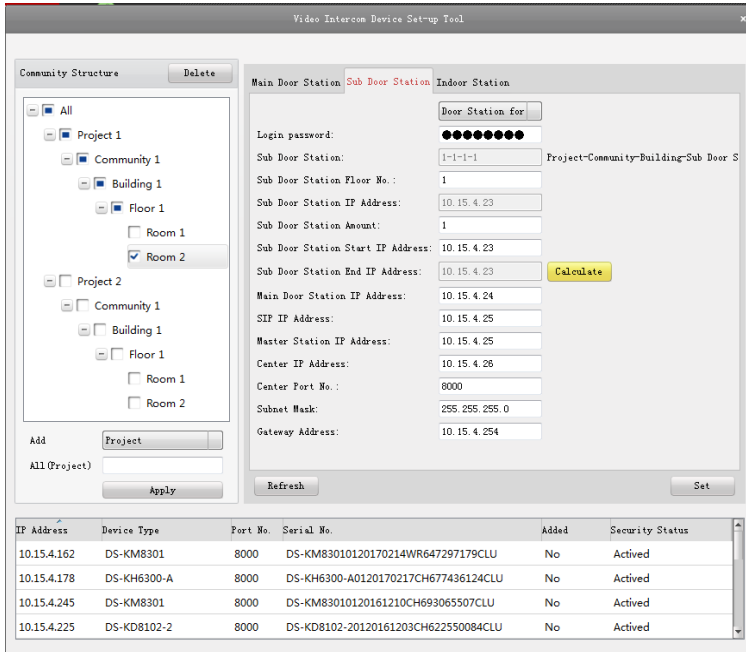 Video Intercom Device Set-up Tool
Community Structure
Delete
All
Project 1
Community 1
Building 1
Floor 1
Room 1
Room 2
Project 2
Community 1
Building 1
Floor 1
Room 1
Room 2
Add Project
All(Project)
Apply
Main Door Station Sub Door Station Indoor Station
Door Station for
Login password: ●●●●●●●●
Sub Door Station: 1-1-1-1 Project-Community-Building-Sub Door S
Sub Door Station Floor No.: 1
Sub Door Station IP Address: 10.15.4.23
Sub Door Station Amount: 1
Sub Door Station Start IP Address: 10.15.4.23
Sub Door Station End IP Address: 10.15.4.23 Calculate
Main Door Station IP Address: 10.15.4.24
SIP IP Address: 10.15.4.25
Master Station IP Address: 10.15.4.25
Center IP Address: 10.15.4.26
Center Port No.: 8000
Subnet Mask: 255.255.255.0
Gateway Address: 10.15.4.254
Refresh Set
IP Address Device Type Port No. Serial No. Added Security Status
10.15.4.162 DS-KM8301 8000 DS-KM83010120170214WR647297179CLU No Actived
10.15.4.178 DS-KH6300-A 8000 DS-KH6300-A0120170217CH677436124CLU No Actived
10.15.4.245 DS-KM8301 8000 DS-KM83010120161210CH693065507CLU No Actived
10.15.4.225 DS-KD8102-2 8000 DS-KD8102-20120161203CH622550084CLU No Actived